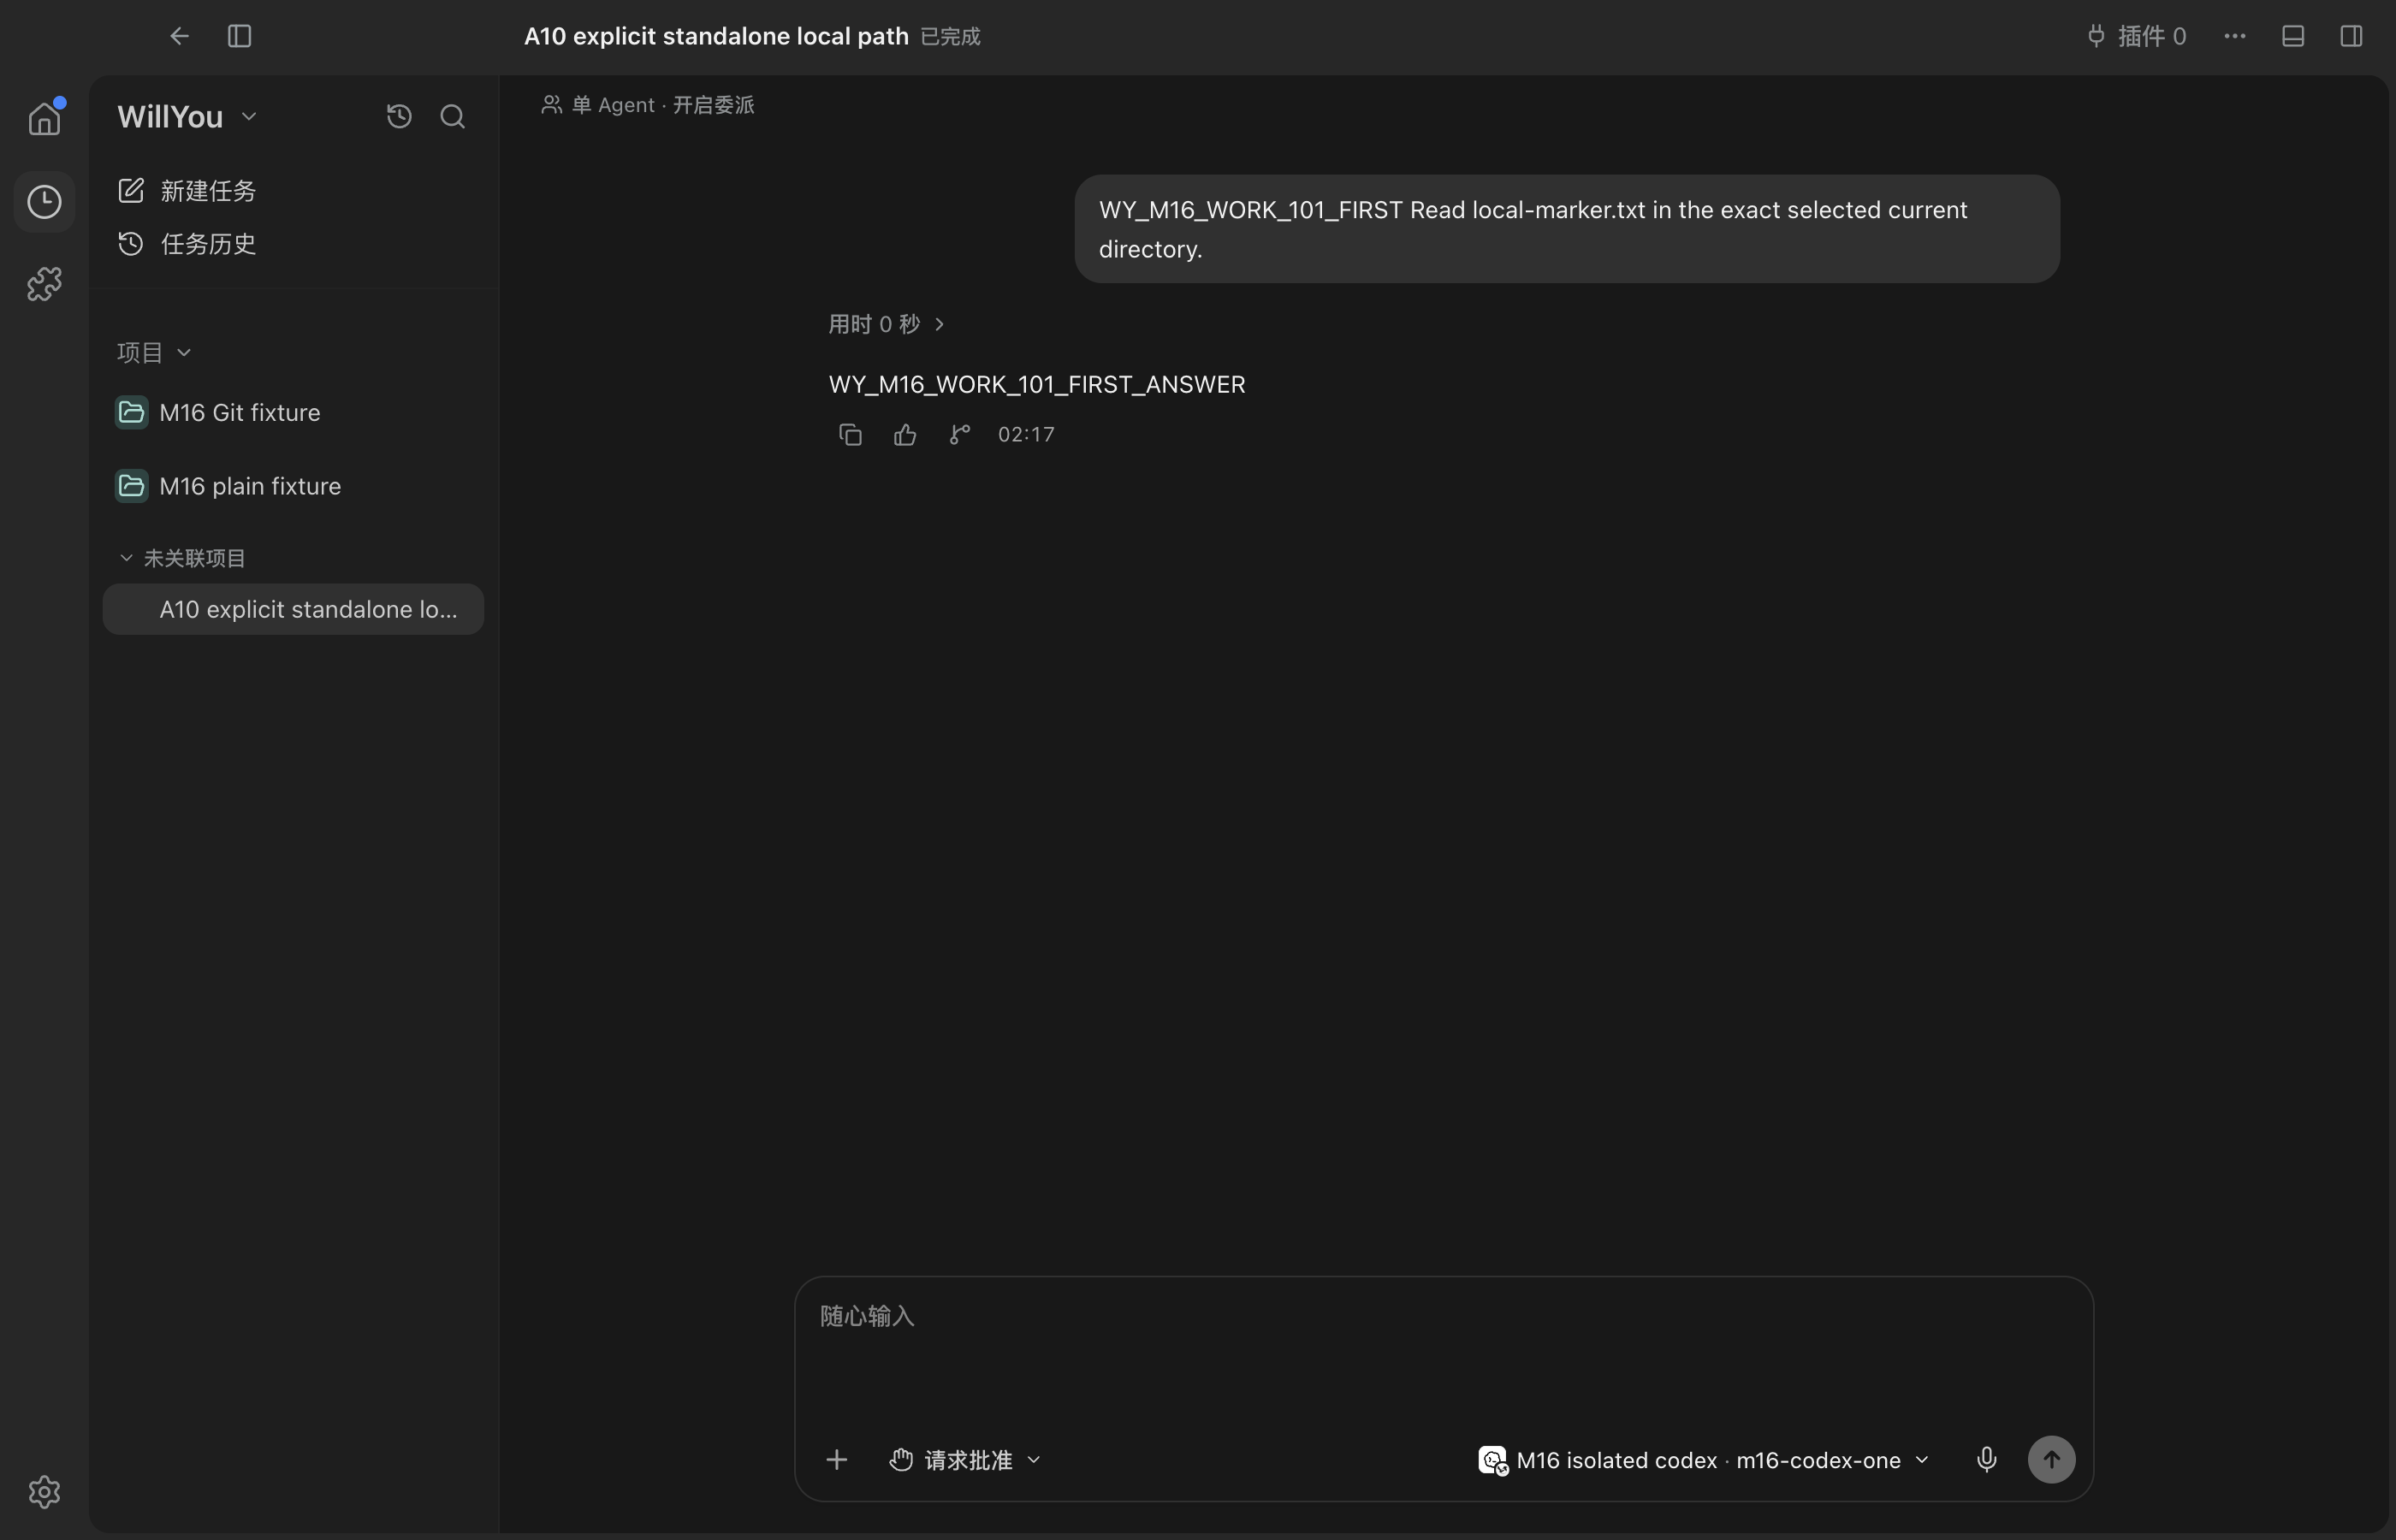 A10 explicit standalone local path 已完成
插件 0
WillYou
新建任务
任务历史
项目
M16 Git fixture
M16 plain fixture
未关联项目
A10 explicit standalone lo...
单 Agent · 开启委派
WY_M16_WORK_101_FIRST Read local-marker.txt in the exact selected current
directory.
用时 0 秒
WY_M16_WORK_101_FIRST_ANSWER
02:17
随心输入
请求批准
M16 isolated codex · m16-codex-one